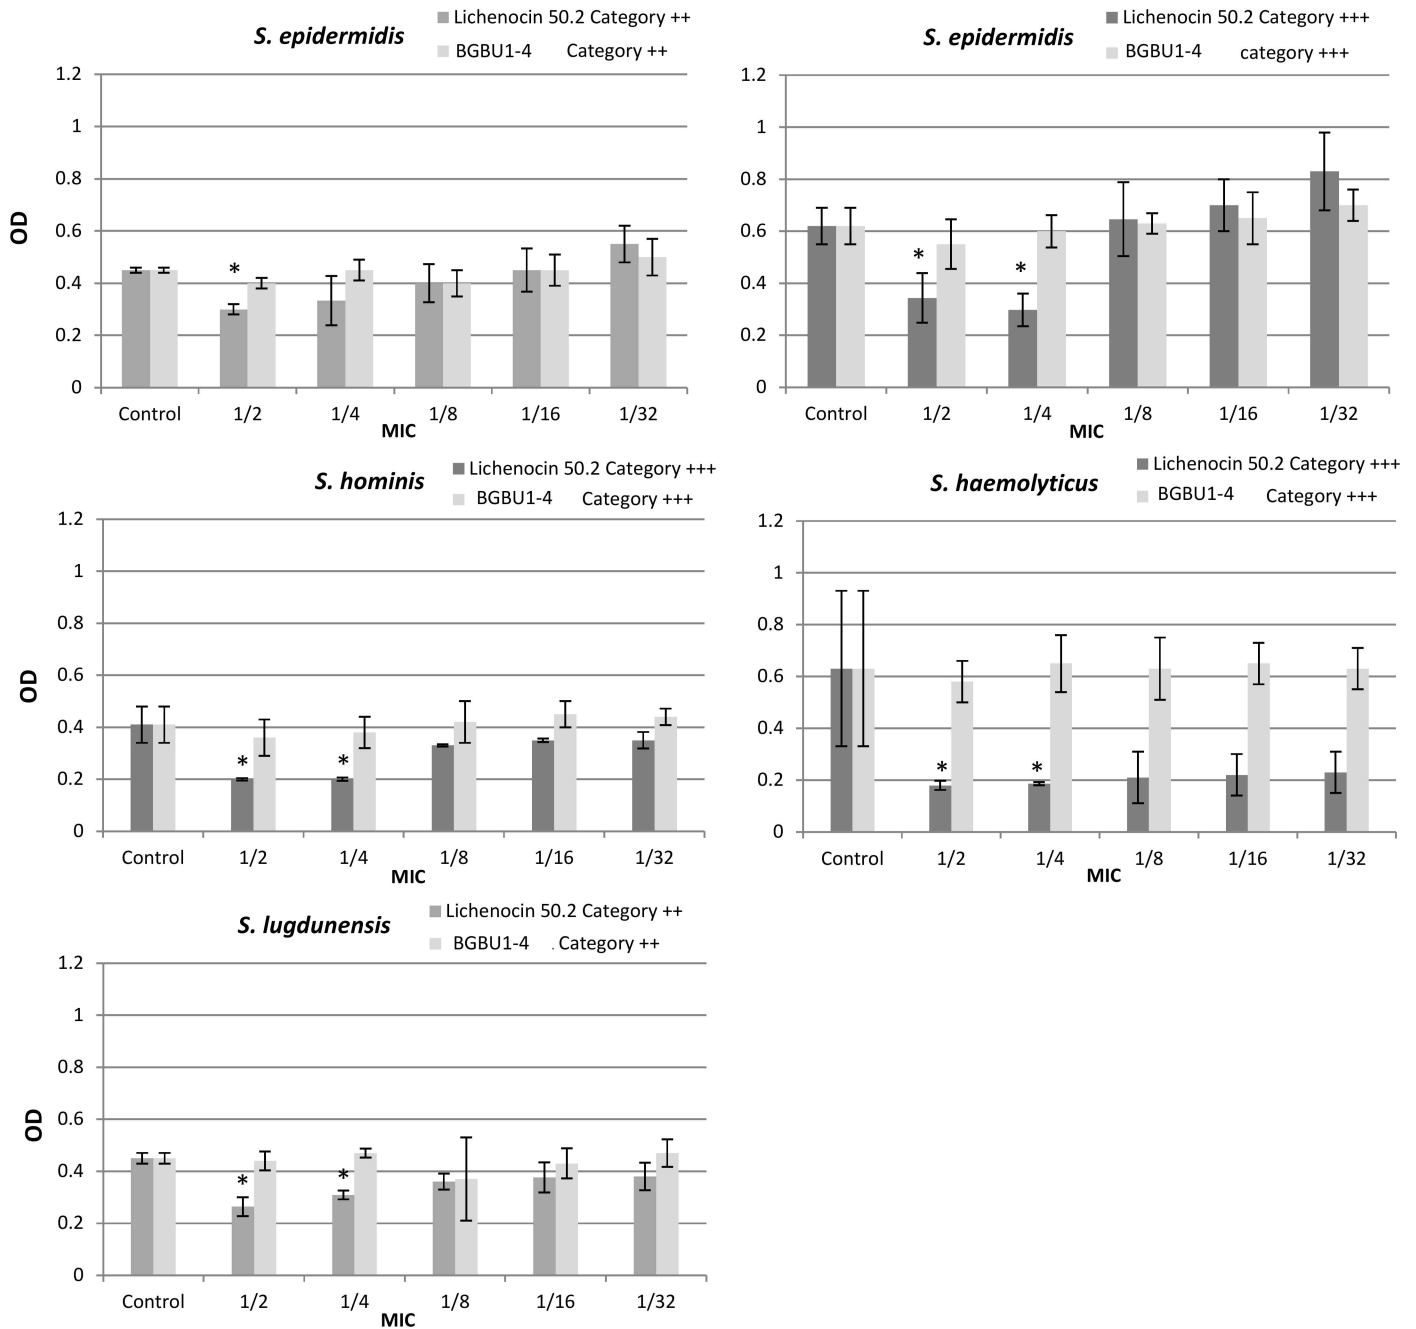 S. epidermidis
Lichenocin 50.2 Category ++
BGBU1-4 Category ++
1.2
1
0.8
0.6
0.4
0.2
0
OD
* 
Control 1/2 1/4 1/8 1/16 1/32
MIC
S. epidermidis
Lichenocin 50.2 Category +++
BGBU1-4 category +++
1.2
1
0.8
0.6
0.4
0.2
0
* *
Control 1/2 1/4 1/8 1/16 1/32
MIC
S. hominis
Lichenocin 50.2 Category +++
BGBU1-4 Category +++
1.2
1
0.8
0.6
0.4
0.2
0
OD
* *
Control 1/2 1/4 1/8 1/16 1/32
MIC
S. haemolyticus
Lichenocin 50.2 Category +++
BGBU1-4 Category +++
1.2
1
0.8
0.6
0.4
0.2
0
* *
Control 1/2 1/4 1/8 1/16 1/32
MIC
S. lugdunensis
Lichenocin 50.2 Category ++
BGBU1-4 . Category ++
1.2
1
0.8
0.6
0.4
0.2
0
OD
* *
Control 1/2 1/4 1/8 1/16 1/32
MIC